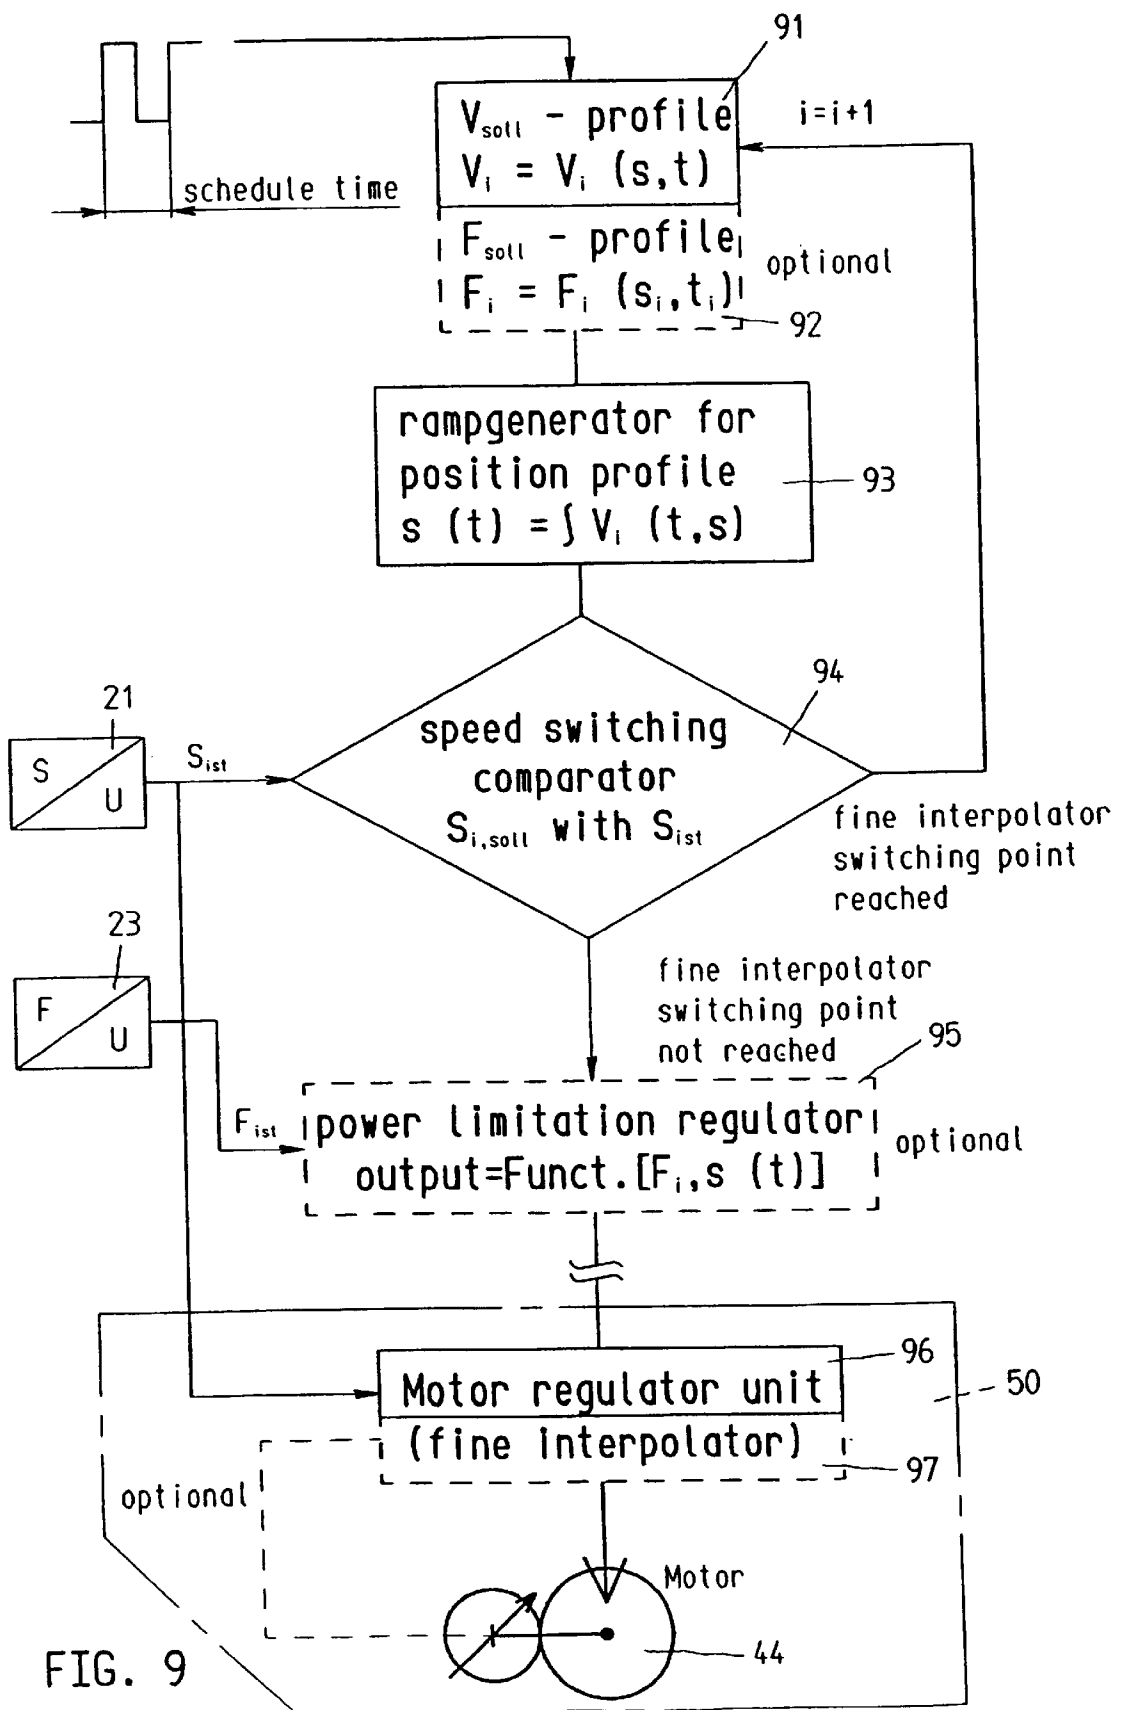 91
V_soll - profile
V_i = V_i (s,t)
i=i+1
schedule time
F_soll - profile
F_i = F_i (s_i,t_i)
optional
92
rampgenerator for
position profile
s (t) = ∫ V_i (t,s)
93
94
21
S
U
S_ist
speed switching
comparator
S_i,soll with S_ist
fine interpolator
switching point
reached
23
F
U
fine interpolator
switching point
not reached
95
F_ist
power limitation regulator
output=Funct.[F_i,s (t)]
optional
96
Motor regulator unit
50
(fine interpolator)
97
optional
Motor
44
FIG. 9